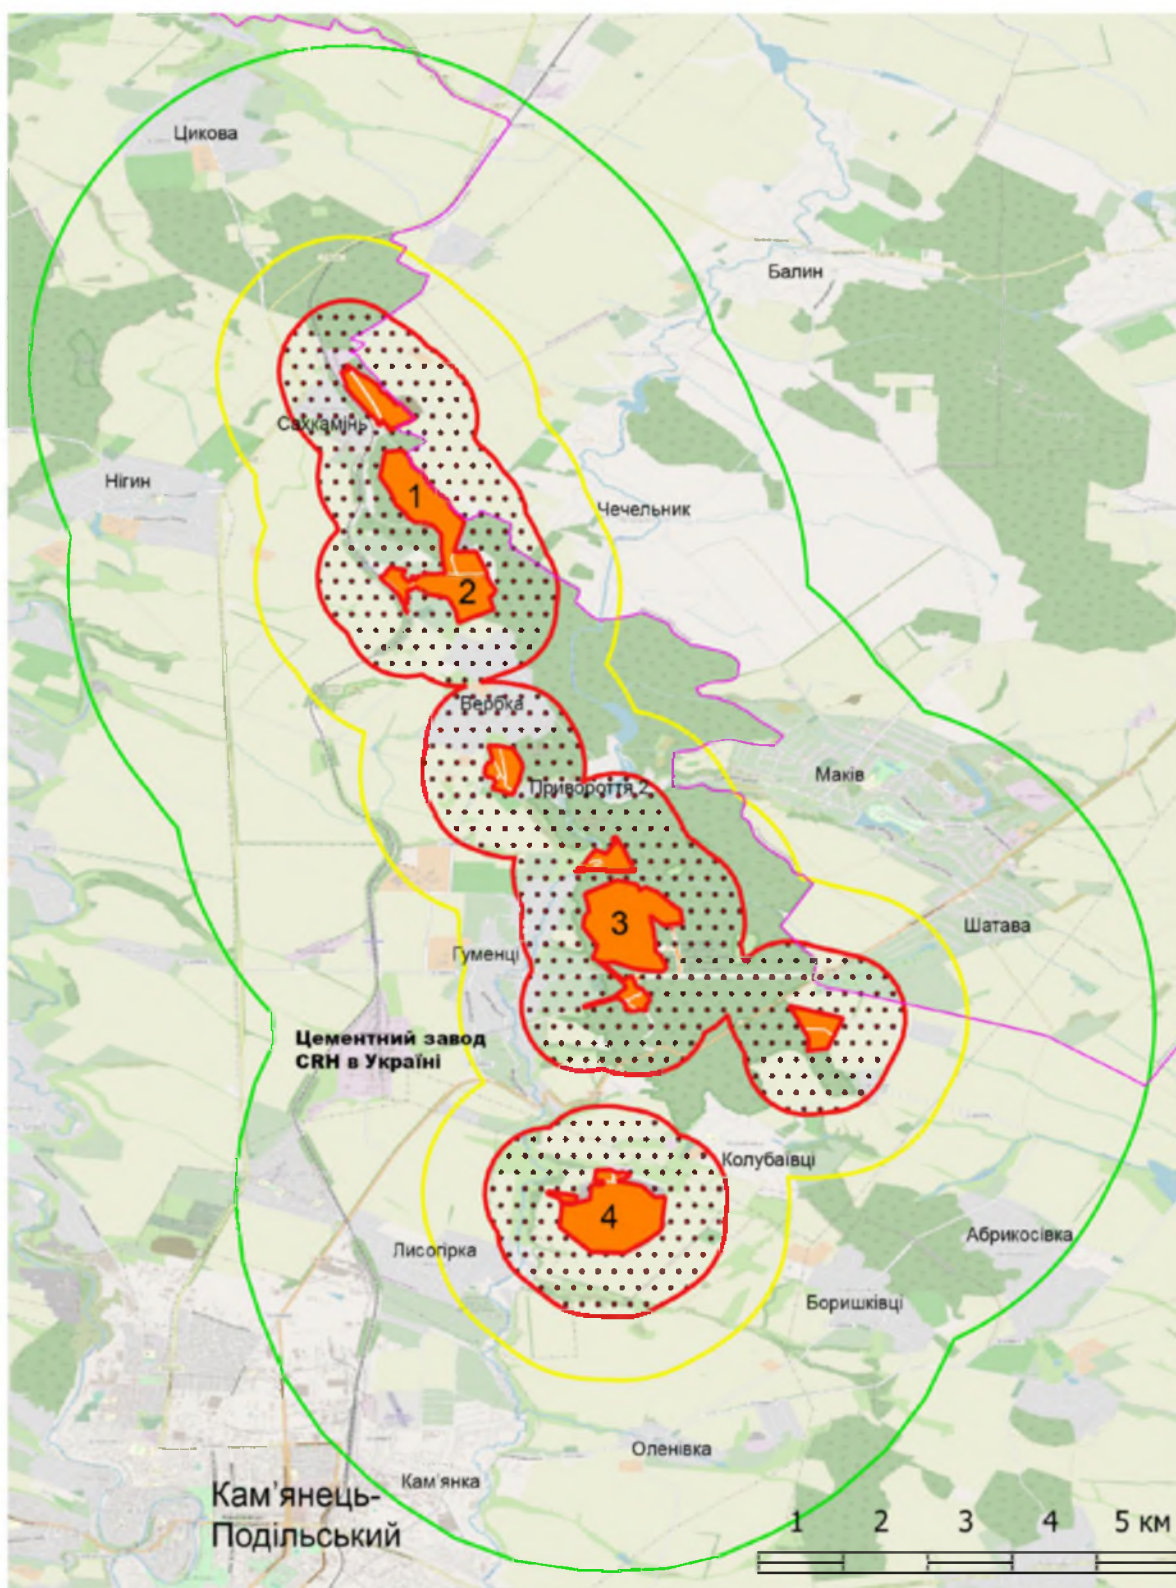 Цикова
Балин
Сахкамінь
Нігин
1
Чечельник
2
Вербка
Маків
Привороття 2
3
Шатава
Гуменці
Цементний завод
CRH в Україні
Колубаївці
4
Абрикосівка
Лисогірка
Боришківці
Оленівка
Кам'янка
Кам'янець-
Подільський
1 2 3 4 5 км